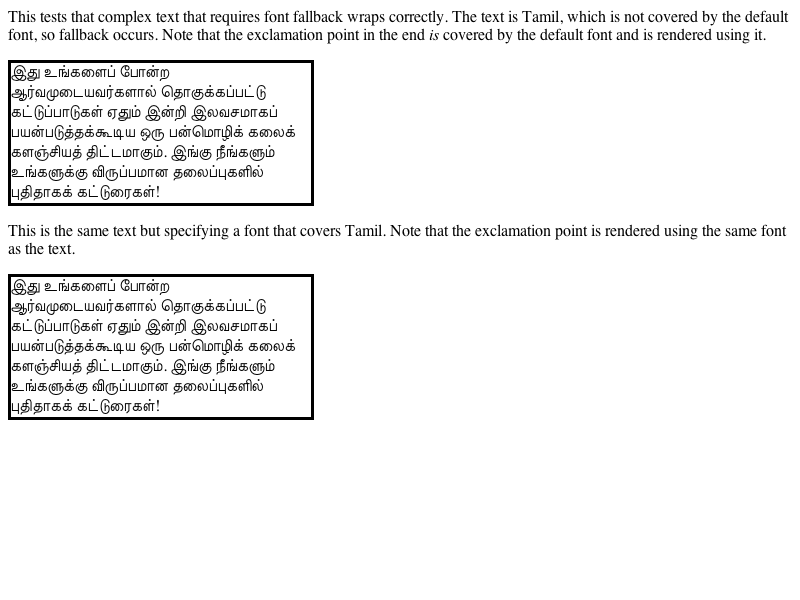 This tests that complex text that requires font fallback wraps correctly. The text is Tamil, which is not covered by the default
font, so fallback occurs. Note that the exclamation point in the end is covered by the default font and is rendered using it.
இது உங்களைப் போன்ற
ஆர்வமுடையவர்களால் தொகுக்கப்பட்டு
கட்டுப்பாடுகள் ஏதும் இன்றி இலவசமாகப்
பயன்படுத்தக்கூடிய ஒரு பன்மொழிக் கலைக்
களஞ்சியத் திட்டமாகும். இங்கு நீங்களும்
உங்களுக்கு விருப்பமான தலைப்புகளில்
புதிதாகக் கட்டுரைகள்!
This is the same text but specifying a font that covers Tamil. Note that the exclamation point is rendered using the same font
as the text.
இது உங்களைப் போன்ற
ஆர்வமுடையவர்களால் தொகுக்கப்பட்டு
கட்டுப்பாடுகள் ஏதும் இன்றி இலவசமாகப்
பயன்படுத்தக்கூடிய ஒரு பன்மொழிக் கலைக்
களஞ்சியத் திட்டமாகும். இங்கு நீங்களும்
உங்களுக்கு விருப்பமான தலைப்புகளில்
புதிதாகக் கட்டுரைகள்!